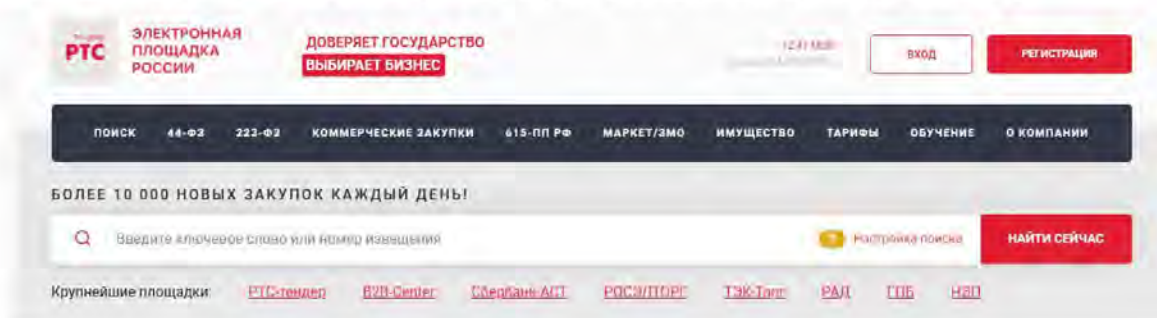 РТС
ЭЛЕКТРОННАЯ
ПЛОЩАДКА
РОССИИ
ДОВЕРЯЕТ ГОСУДАРСТВО
ВЫБИРАЕТ БИЗНЕС
ВХОД
РЕГИСТРАЦИЯ
ПОИСК 44-ФЗ 223-ФЗ КОММЕРЧЕСКИЕ ЗАКУПКИ 615-ПП РФ МАРКЕТ/ЗМО ИМУЩЕСТВО ТАРИФЫ ОБУЧЕНИЕ О КОМПАНИИ
БОЛЕЕ 10 000 НОВЫХ ЗАКУПОК КАЖДЫЙ ДЕНЬ!
Введите ключевое слово или номер извещения
Настройка поиска
НАЙТИ СЕЙЧАС
Крупнейшие площадки: РТС-тендер B2B-Center Сбербанк-АСТ РОСЭЛТОРГ ТЭК-Торг РАД ГПБ НЭП